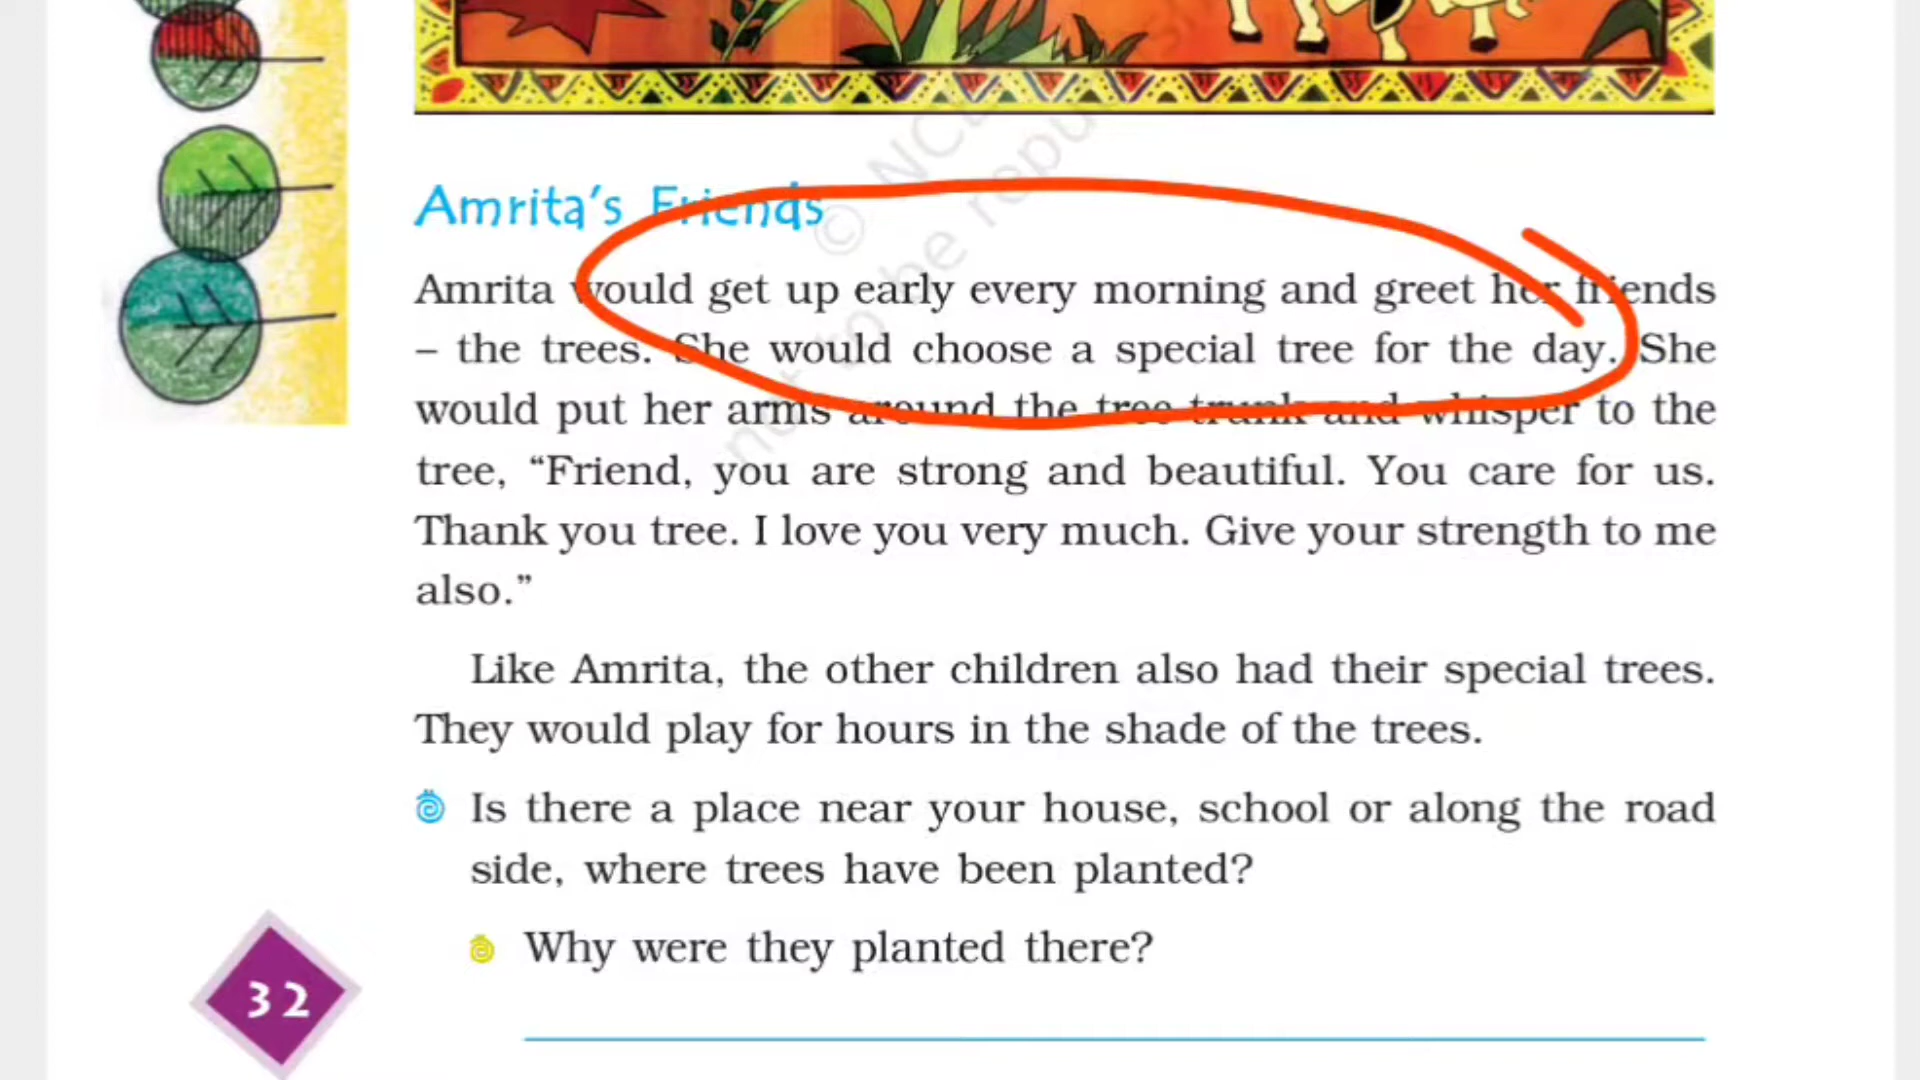 Amrita's Friends
Amrita would get up early every morning and greet her friends
– the trees. She would choose a special tree for the day. She
would put her arms around the tree trunk and whisper to the
tree, “Friend, you are strong and beautiful. You care for us.
Thank you tree. I love you very much. Give your strength to me
also.”
Like Amrita, the other children also had their special trees.
They would play for hours in the shade of the trees.
Is there a place near your house, school or along the road
side, where trees have been planted?
Why were they planted there?
32
© NC
not to be repu